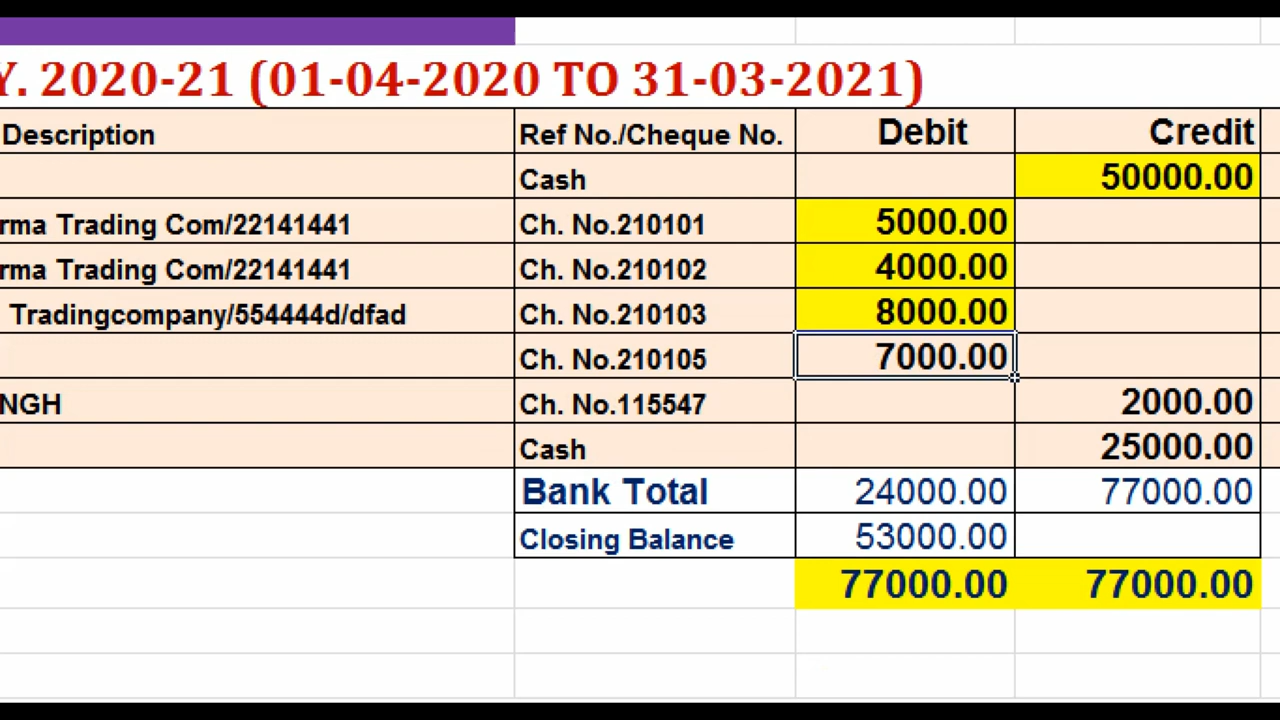 Y. 2020-21 (01-04-2020 TO 31-03-2021)
Description Ref No./Cheque No. Debit Credit
Cash 50000.00
rma Trading Com/22141441 Ch. No.210101 5000.00
rma Trading Com/22141441 Ch. No.210102 4000.00
Tradingcompany/554444d/dfad Ch. No.210103 8000.00
Ch. No.210105 7000.00
NGH Ch. No.115547 2000.00
Cash 25000.00
Bank Total 24000.00 77000.00
Closing Balance 53000.00
77000.00 77000.00